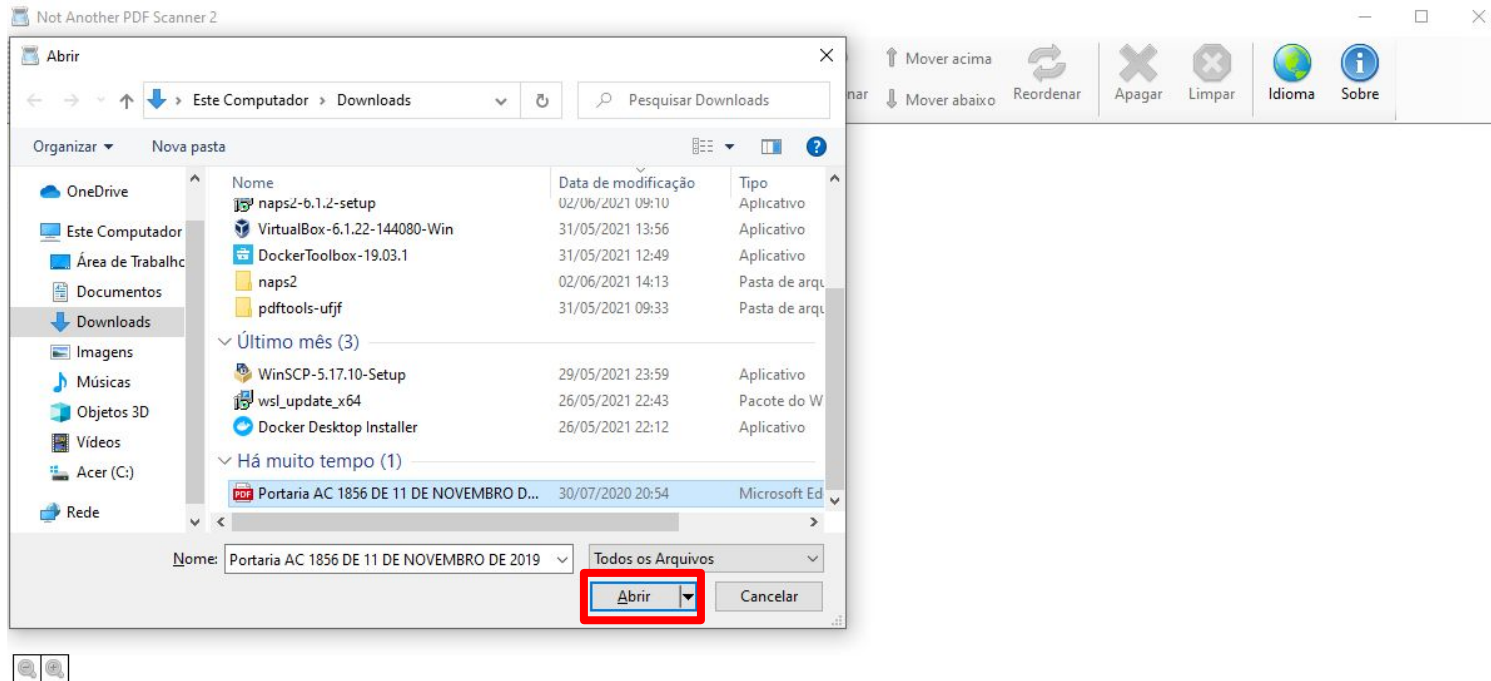 Not Another PDF Scanner 2
Abrir
Mover acima
Este Computador > Downloads
Pesquisar Downloads
nar
Mover abaixo
Reordenar
Apagar
Limpar
Idioma
Sobre
Organizar
Nova pasta
Nome
Data de modificação
Tipo
OneDrive
naps2-6.1.2-setup
02/06/2021 09:10
Aplicativo
Este Computador
VirtualBox-6.1.22-144080-Win
31/05/2021 13:56
Aplicativo
Área de Trabalho
DockerToolbox-19.03.1
31/05/2021 12:49
Aplicativo
Documentos
naps2
02/06/2021 14:13
Pasta de arqu
Downloads
pdftools-ufjf
31/05/2021 09:33
Pasta de arqu
Imagens
Último mês (3)
Músicas
WinSCP-5.17.10-Setup
29/05/2021 23:59
Aplicativo
Objetos 3D
wsl_update_x64
26/05/2021 22:43
Pacote do W
Vídeos
Docker Desktop Installer
26/05/2021 22:12
Aplicativo
Acer (C:)
Há muito tempo (1)
PDF
Portaria AC 1856 DE 11 DE NOVEMBRO D...
30/07/2020 20:54
Microsoft Ed
Rede
Nome:
Portaria AC 1856 DE 11 DE NOVEMBRO DE 2019
Todos os Arquivos
Abrir
Cancelar